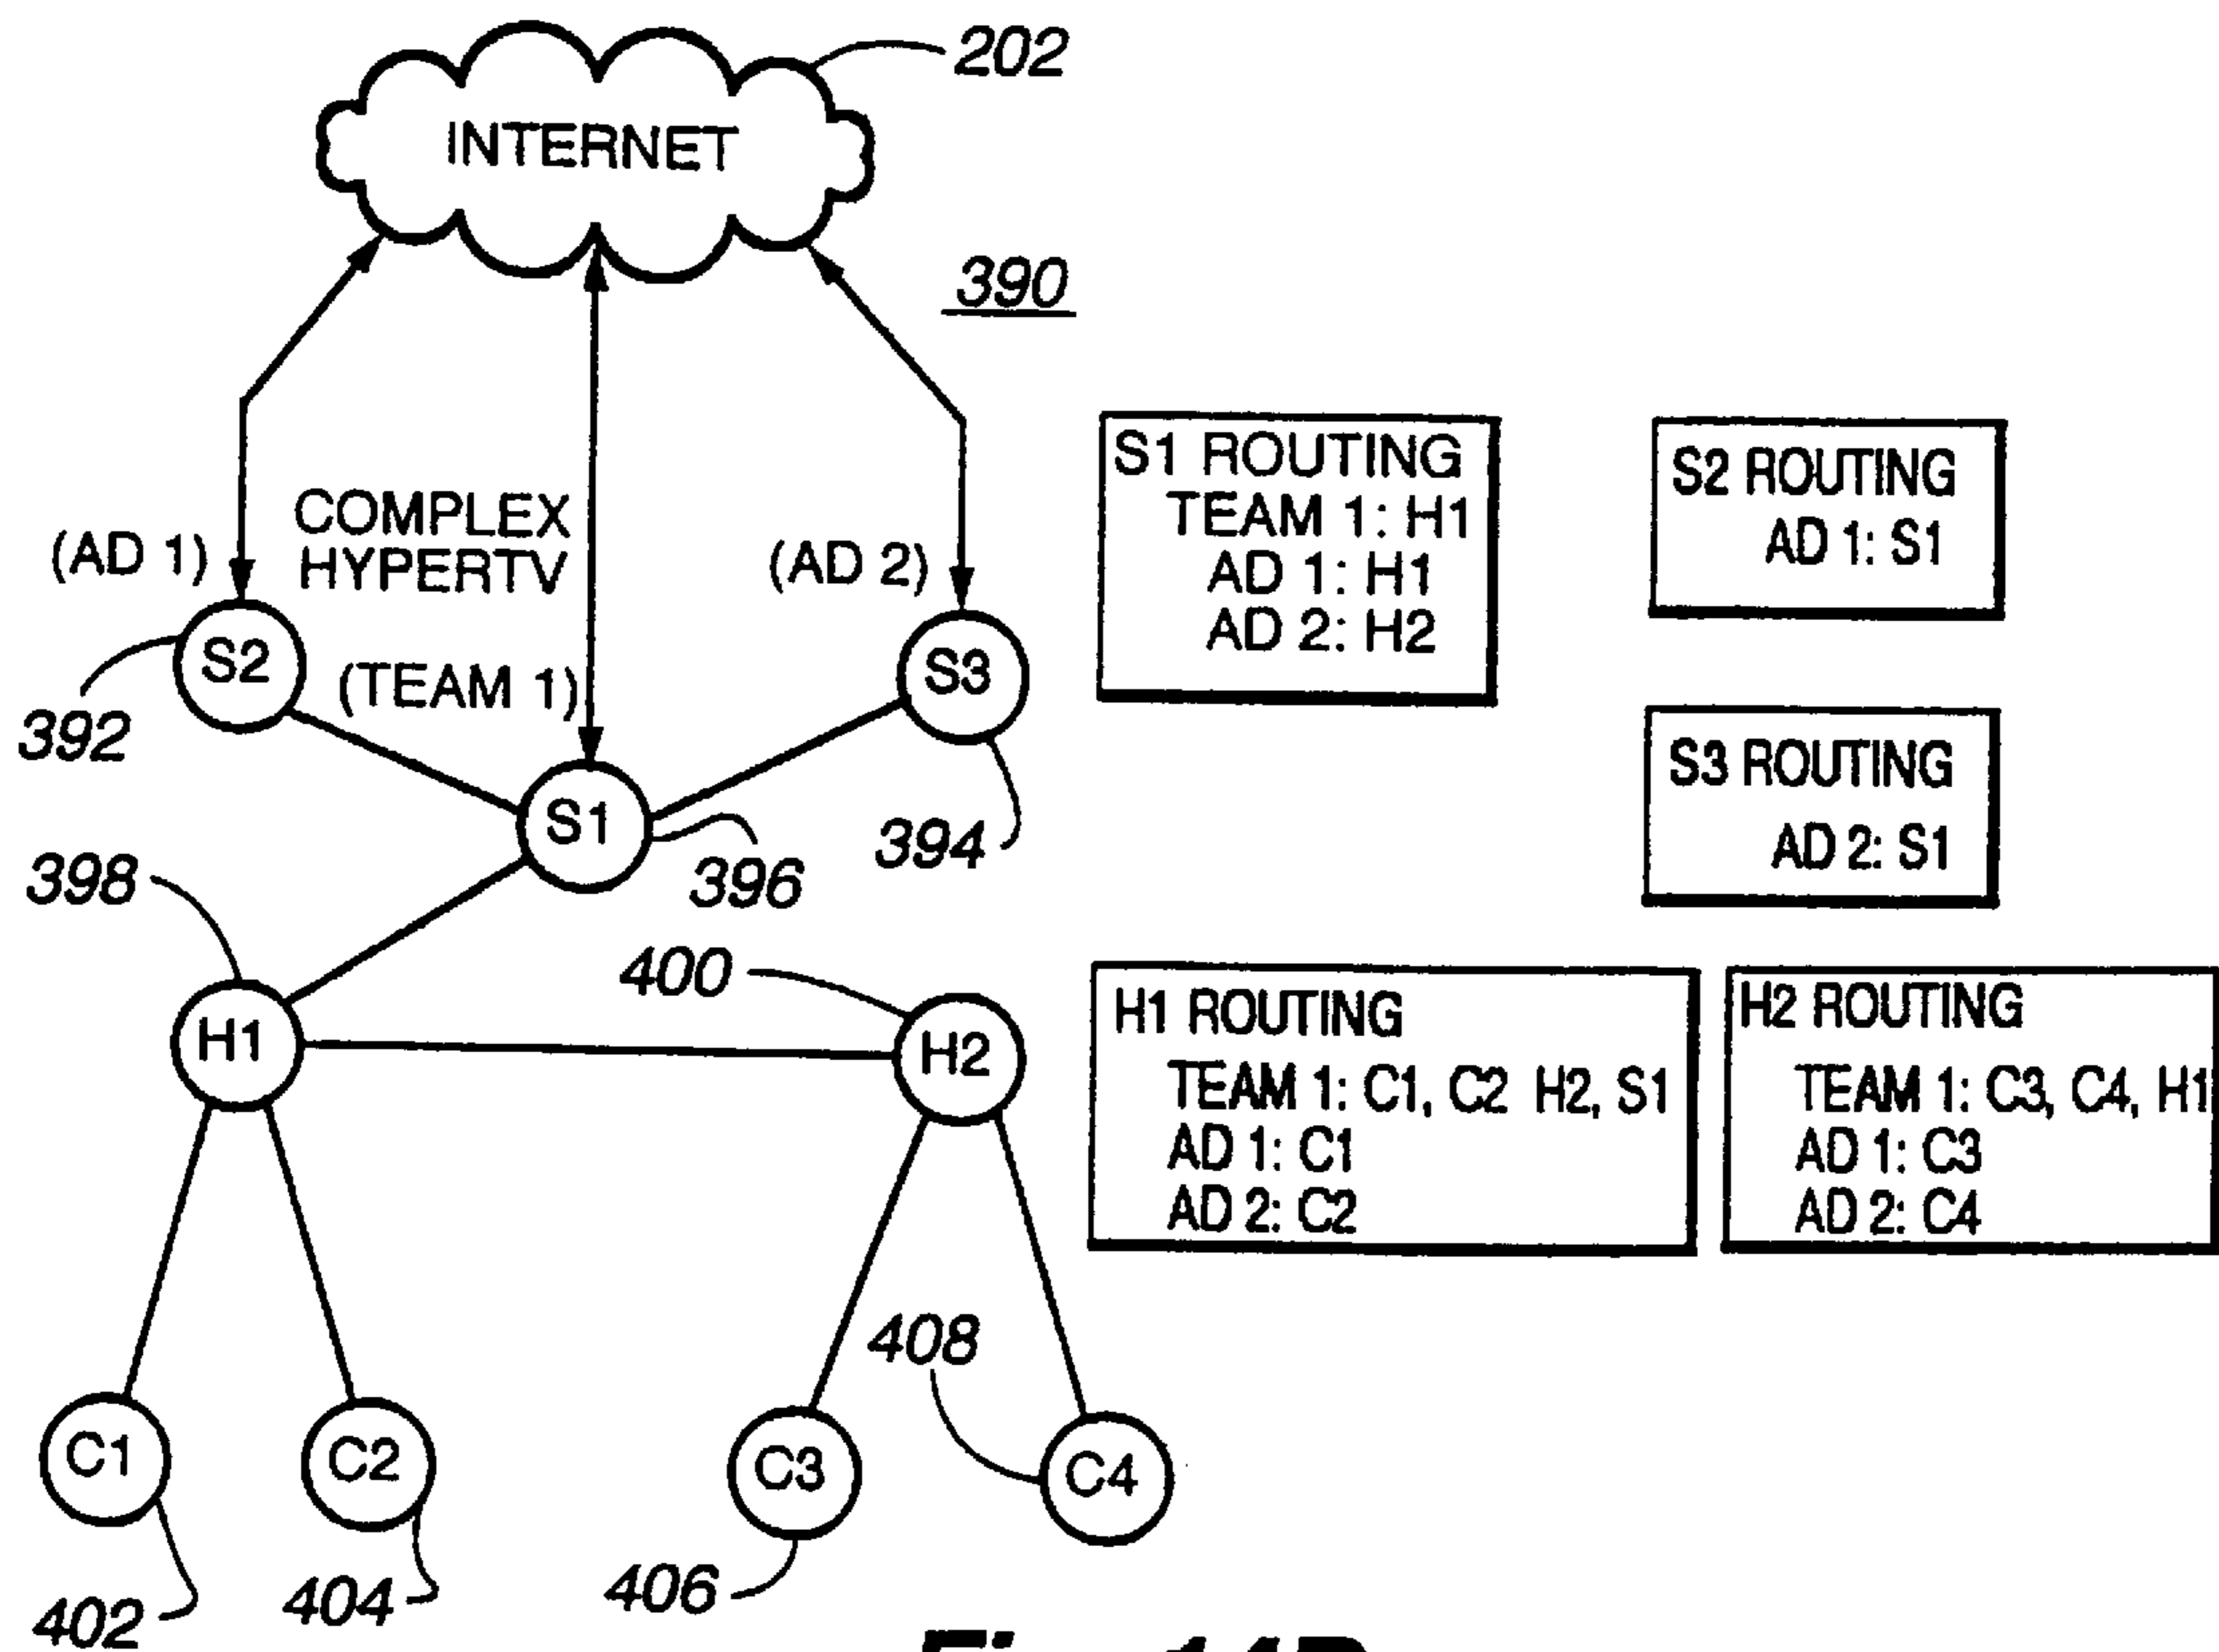 202
INTERNET
390
COMPLEX
HYPERTV
(AD 1)
(AD 2)
(TEAM 1)
S2
S3
S1
392
394
396
398
400
H1
H2
C1
C2
C3
C4
408
402
404
406
S1 ROUTING
TEAM 1: H1
AD 1: H1
AD 2: H2
S2 ROUTING
AD 1: S1
S3 ROUTING
AD 2: S1
H1 ROUTING
TEAM 1: C1, C2 H2, S1
AD 1: C1
AD 2: C2
H2 ROUTING
TEAM 1: C3, C4, H1
AD 1: C3
AD 2: C4